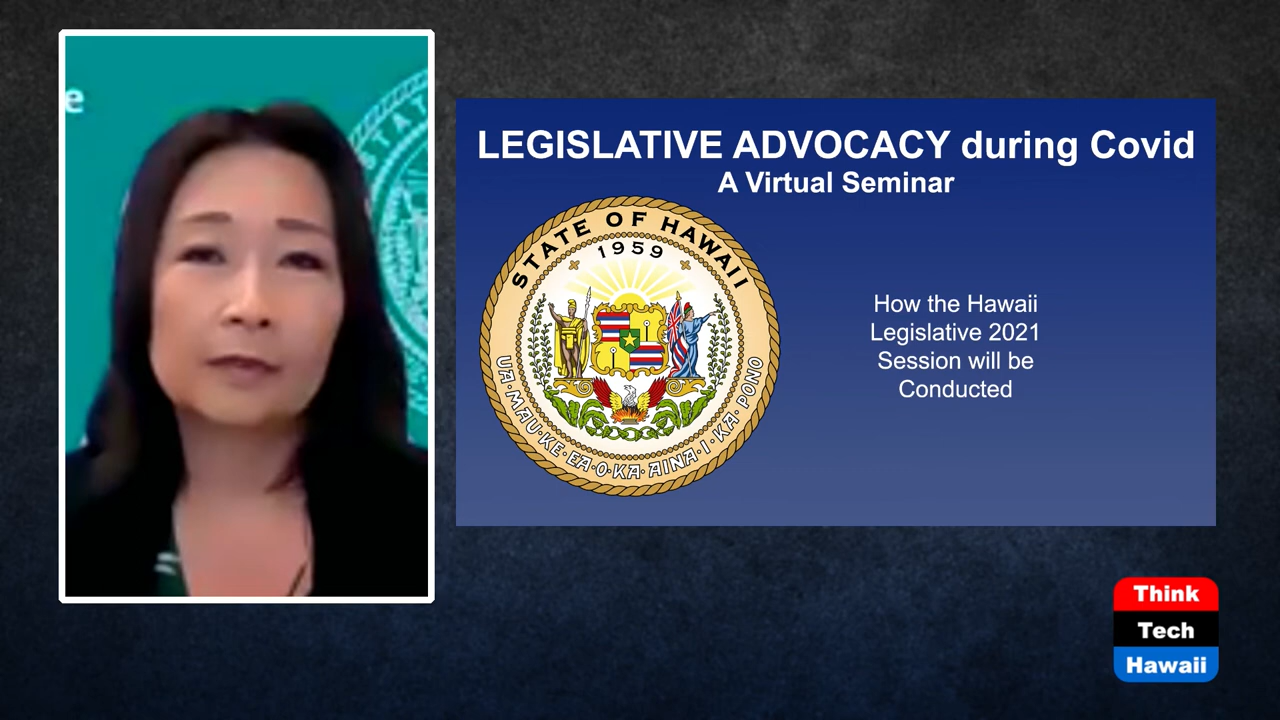 e
STAT
LEGISLATIVE ADVOCACY during Covid
A Virtual Seminar
STATE OF HAWAII
1959
UA·MAU·KE·EA·O·KA·AINA·I·KA·PONO
How the Hawaii
Legislative 2021
Session will be
Conducted
Think
Tech
Hawaii